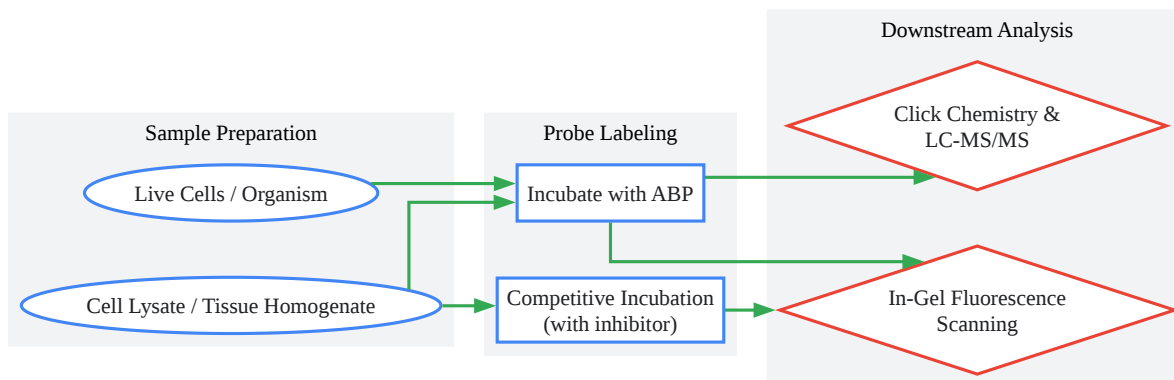 Sample Preparation
Live Cells / Organism
Cell Lysate / Tissue Homogenate
Probe Labeling
Incubate with ABP
Competitive Incubation
(with inhibitor)
Downstream Analysis
Click Chemistry &
LC-MS/MS
In-Gel Fluorescence
Scanning